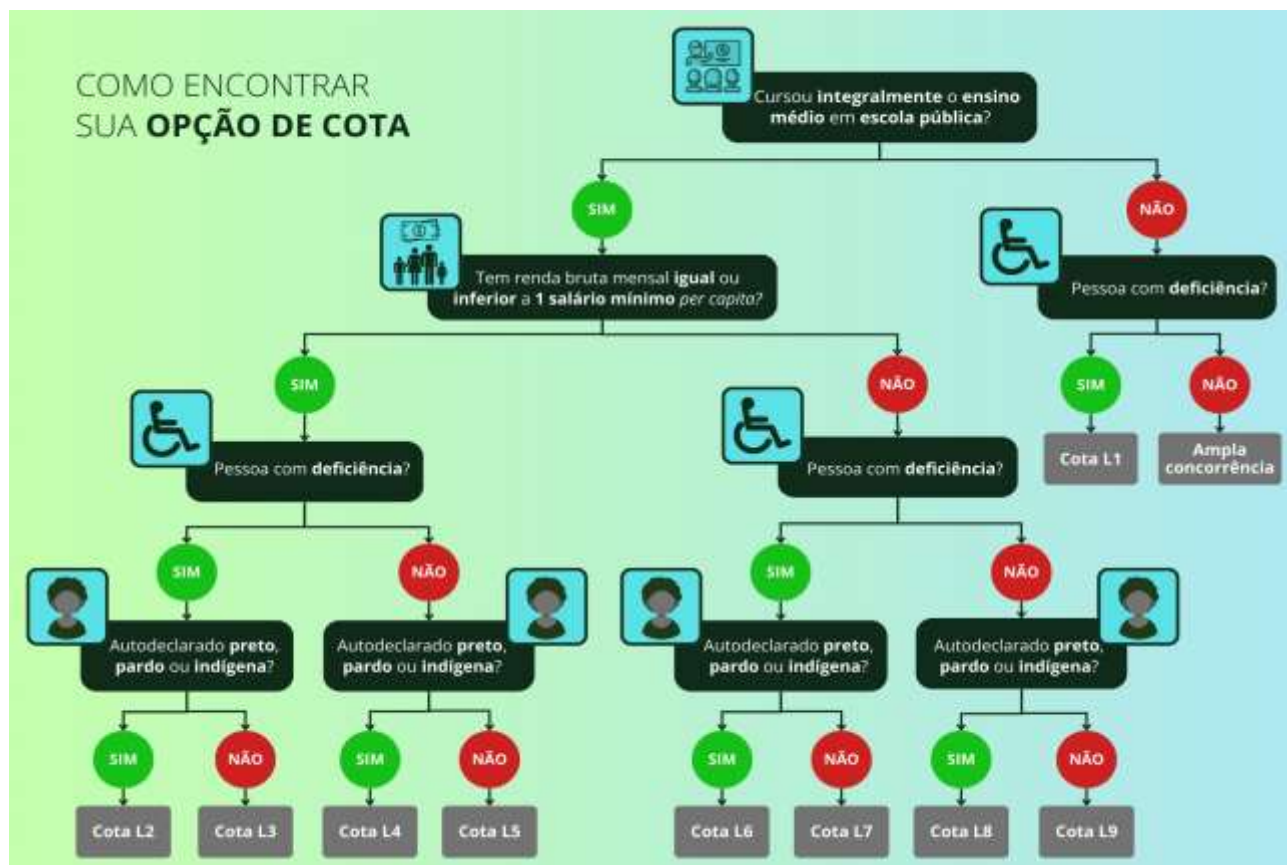 COMO ENCONTRAR
SUA OPÇÃO DE COTA
Cursou integralmente o ensino
médio em escola pública?
SIM
NÃO
Tem renda bruta mensal igual ou
inferior a 1 salário mínimo per capita?
Pessoa com deficiência?
SIM
NÃO
SIM
NÃO
Pessoa com deficiência?
Pessoa com deficiência?
Cota L1
Ampla
concorrência
SIM
NÃO
SIM
NÃO
Autodeclarado preto,
pardo ou indígena?
Autodeclarado preto,
pardo ou indígena?
Autodeclarado preto,
pardo ou indígena?
Autodeclarado preto,
pardo ou indígena?
SIM
NÃO
SIM
NÃO
SIM
NÃO
SIM
NÃO
Cota L2
Cota L3
Cota L4
Cota L5
Cota L6
Cota L7
Cota L8
Cota L9